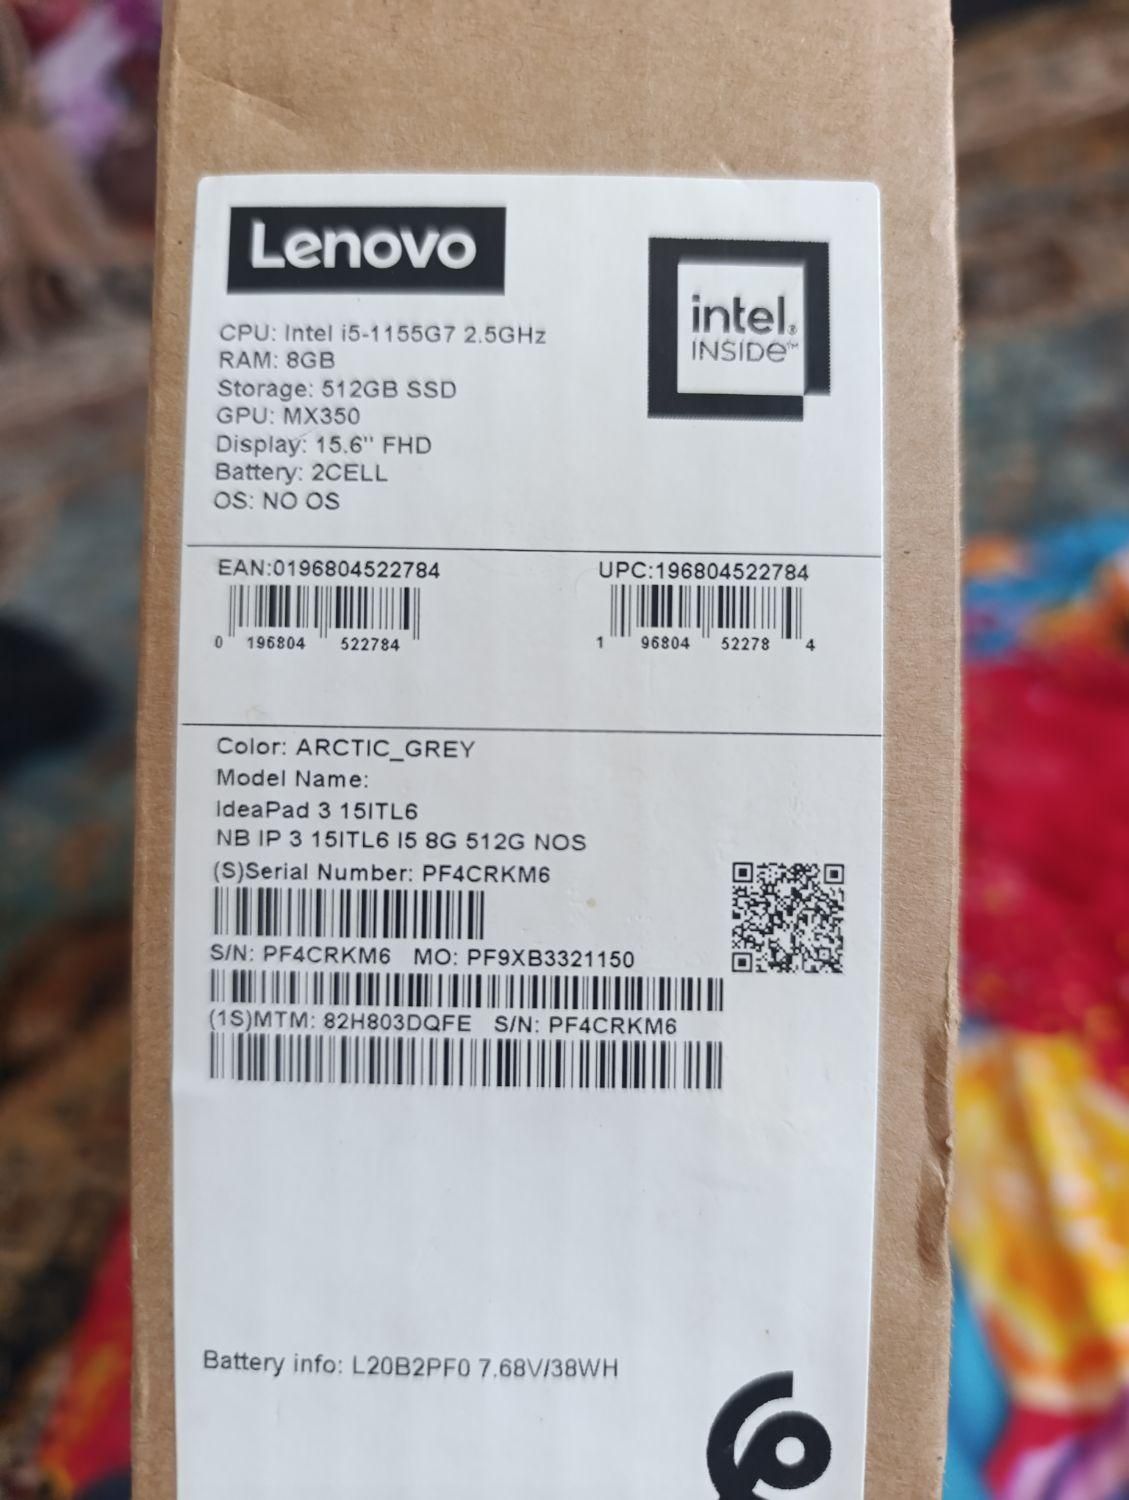 Lenovo
intel®
INSIDe™
CPU: Intel i5-1155G7 2.5GHz
RAM: 8GB
Storage: 512GB SSD
GPU: MX350
Display: 15.6" FHD
Battery: 2CELL
OS: NO OS
EAN:0196804522784
0 196804 522784
UPC:196804522784
1 96804 52278 4
Color: ARCTIC_GREY
Model Name:
IdeaPad 3 15ITL6
NB IP 3 15ITL6 I5 8G 512G NOS
(S)Serial Number: PF4CRKM6
S/N: PF4CRKM6 MO: PF9XB3321150
(1S)MTM: 82H803DQFE S/N: PF4CRKM6
Battery info: L20B2PF0 7.68V/38WH